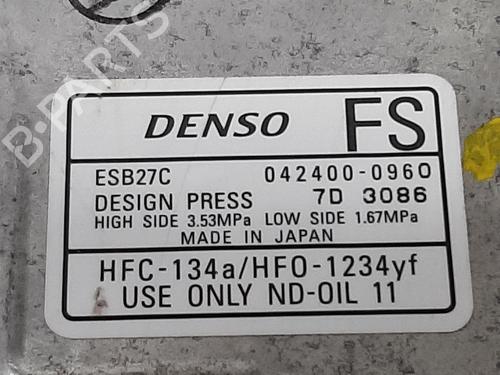 B-PARTS
DENSO FS
ESB27C 042400-0960
DESIGN PRESS 7D 3086
HIGH SIDE 3.53MPa LOW SIDE 1.67MPa
MADE IN JAPAN
HFC-134a/HFO-1234yf
USE ONLY ND-OIL 11